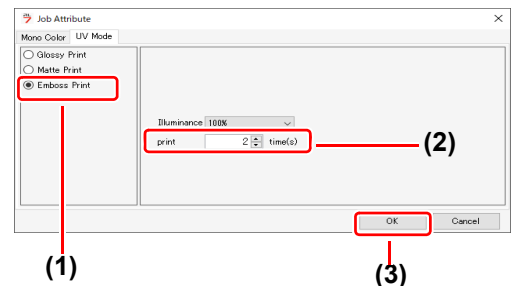 Job Attribute
Mono Color UV Mode
Glossy Print
Matte Print
Emboss Print
Illuminance 100%
print 2 time(s)
(2)
OK Cancel
(1)
(3)